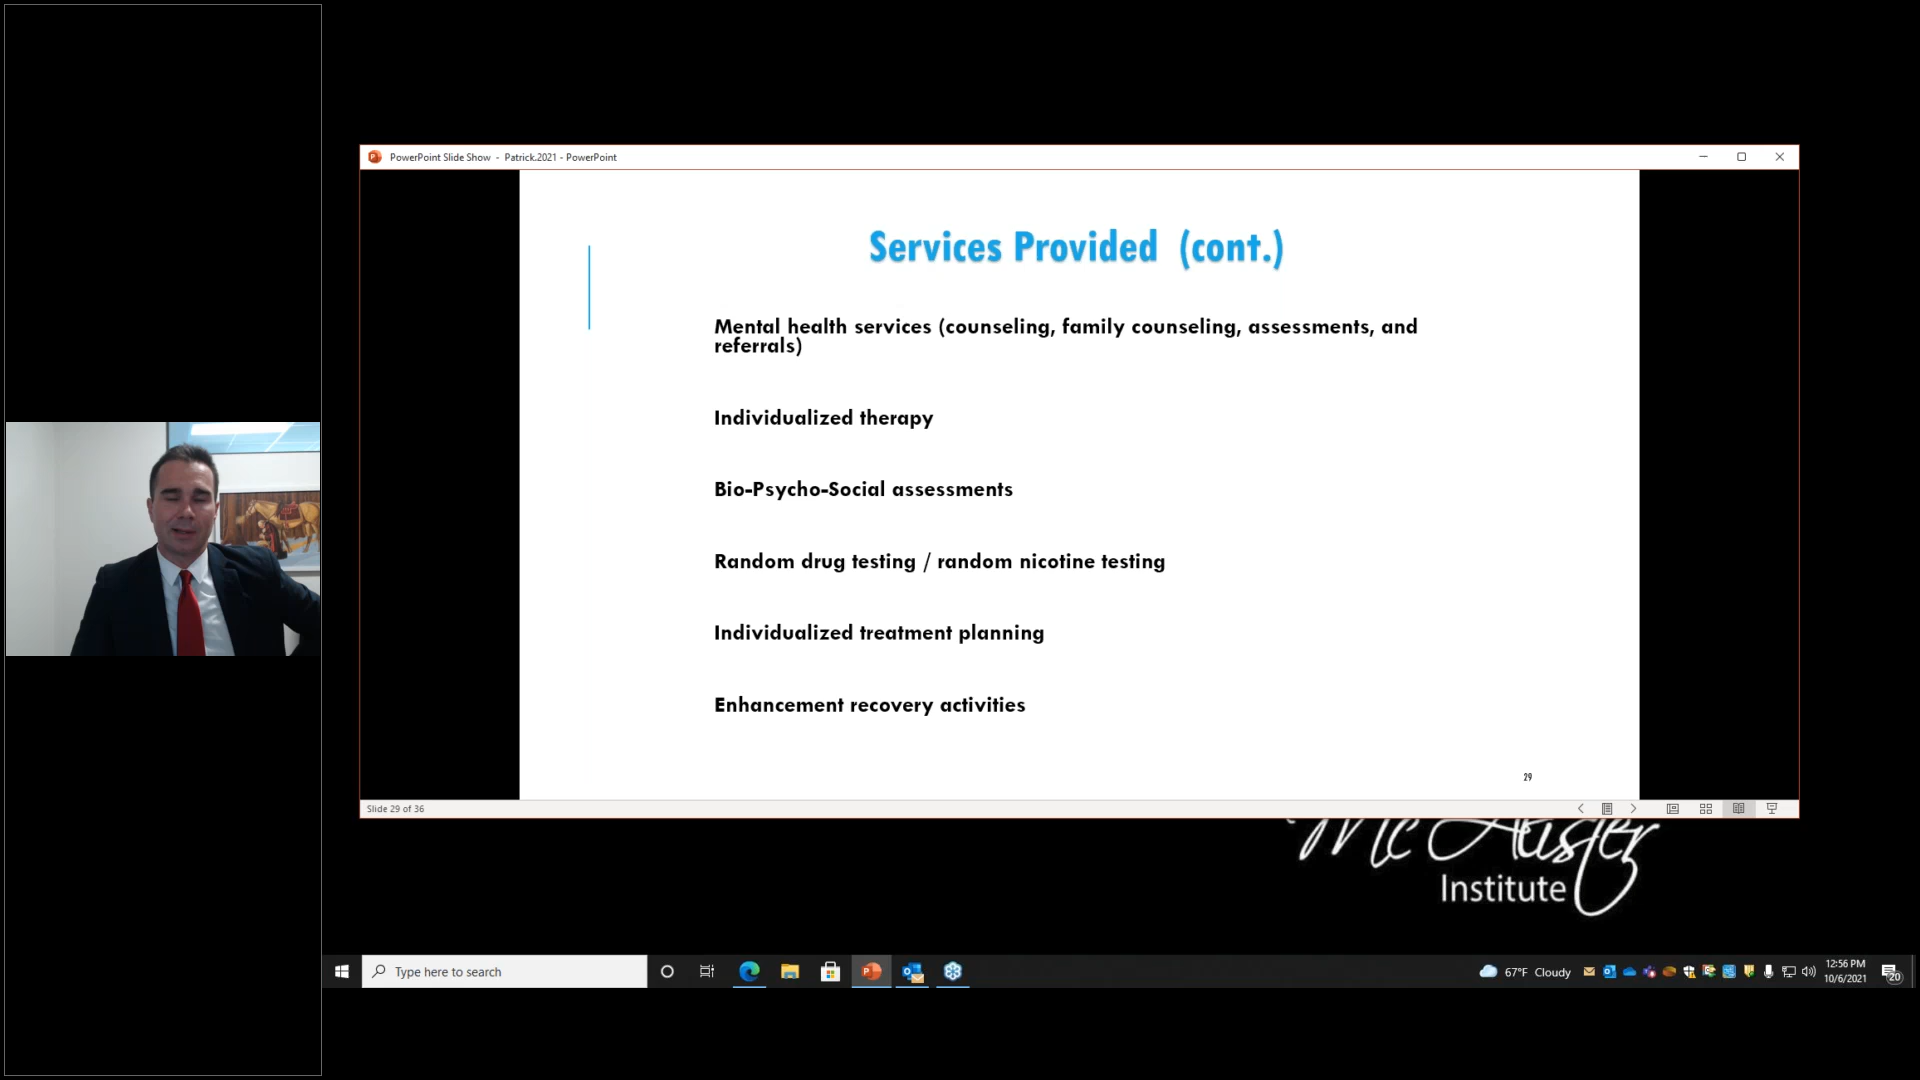 PowerPoint Slide Show - Patrick.2021 - PowerPoint
Services Provided (cont.)
Mental health services (counseling, family counseling, assessments, and
referrals)
Individualized therapy
Bio-Psycho-Social assessments
Random drug testing / random nicotine testing
Individualized treatment planning
Enhancement recovery activities
29
Slide 29 of 36
Institute
Type here to search
67°F Cloudy
12:56 PM
10/6/2021
20